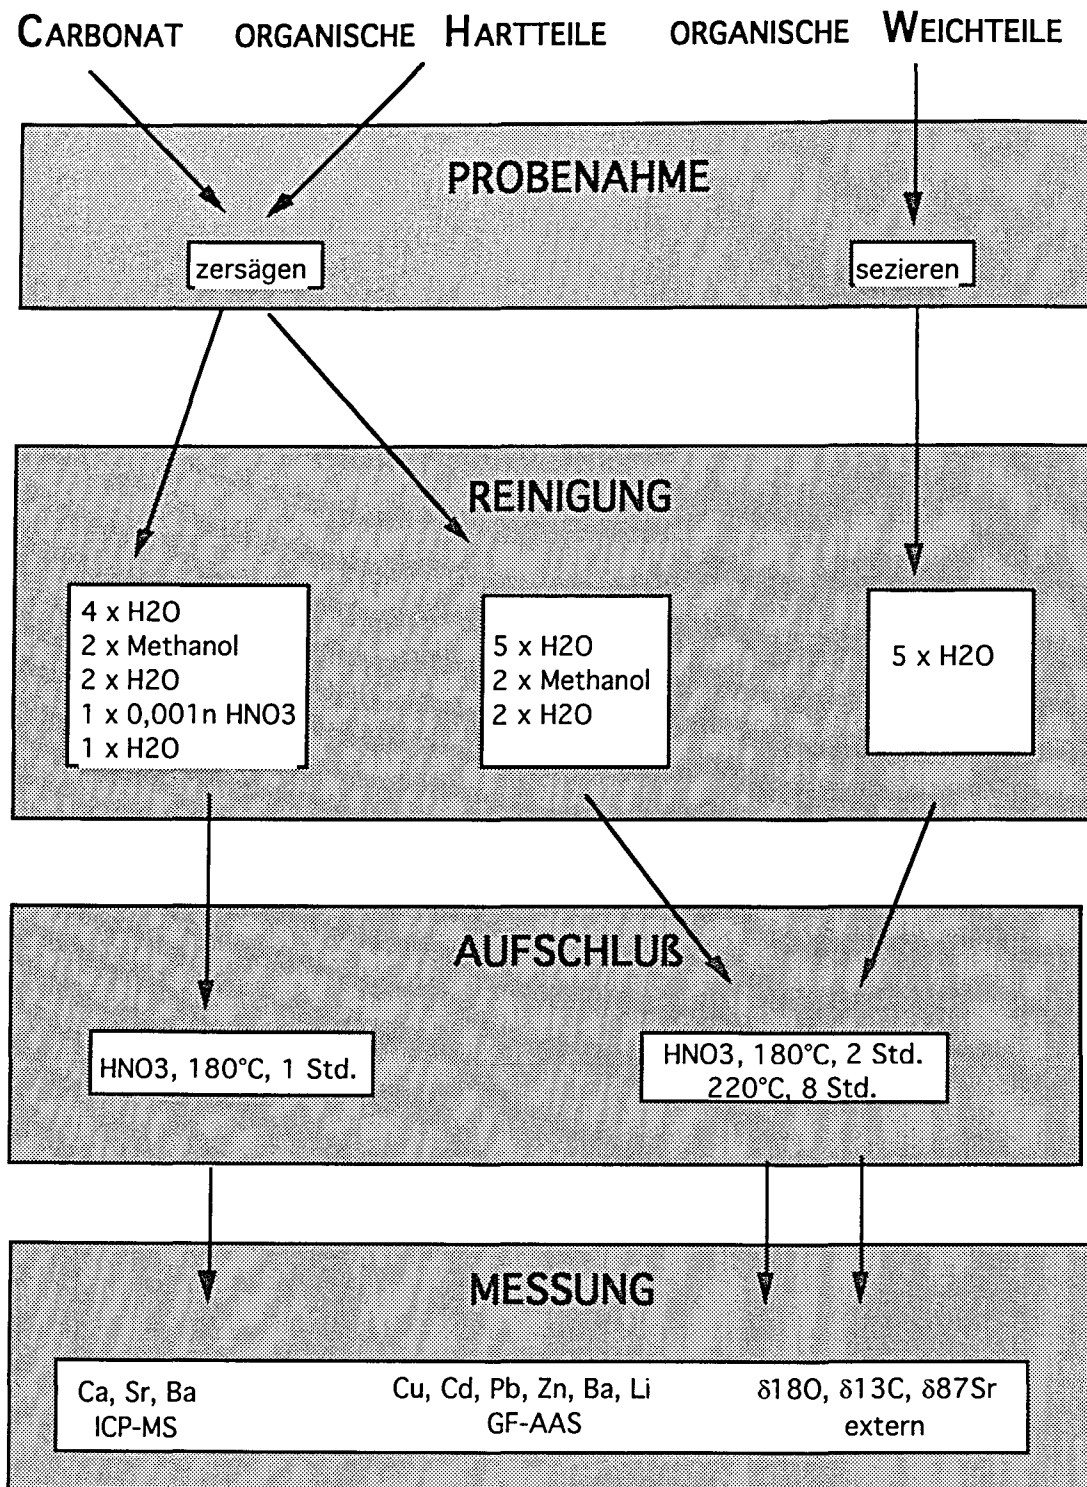 CARBONAT ORGANISCHE HARTTEILE ORGANISCHE WEICHTEILE
PROBENAHME
zersägen
sezieren
REINIGUNG
4 x H2O
2 x Methanol
2 x H2O
1 x 0,001n HNO3
1 x H2O
5 x H2O
2 x Methanol
2 x H2O
5 x H2O
AUFSCHLUß
HNO3, 180°C, 1 Std.
HNO3, 180°C, 2 Std.
220°C, 8 Std.
MESSUNG
Ca, Sr, Ba
ICP-MS
Cu, Cd, Pb, Zn, Ba, Li
GF-AAS
δ18O, δ13C, δ87Sr
extern